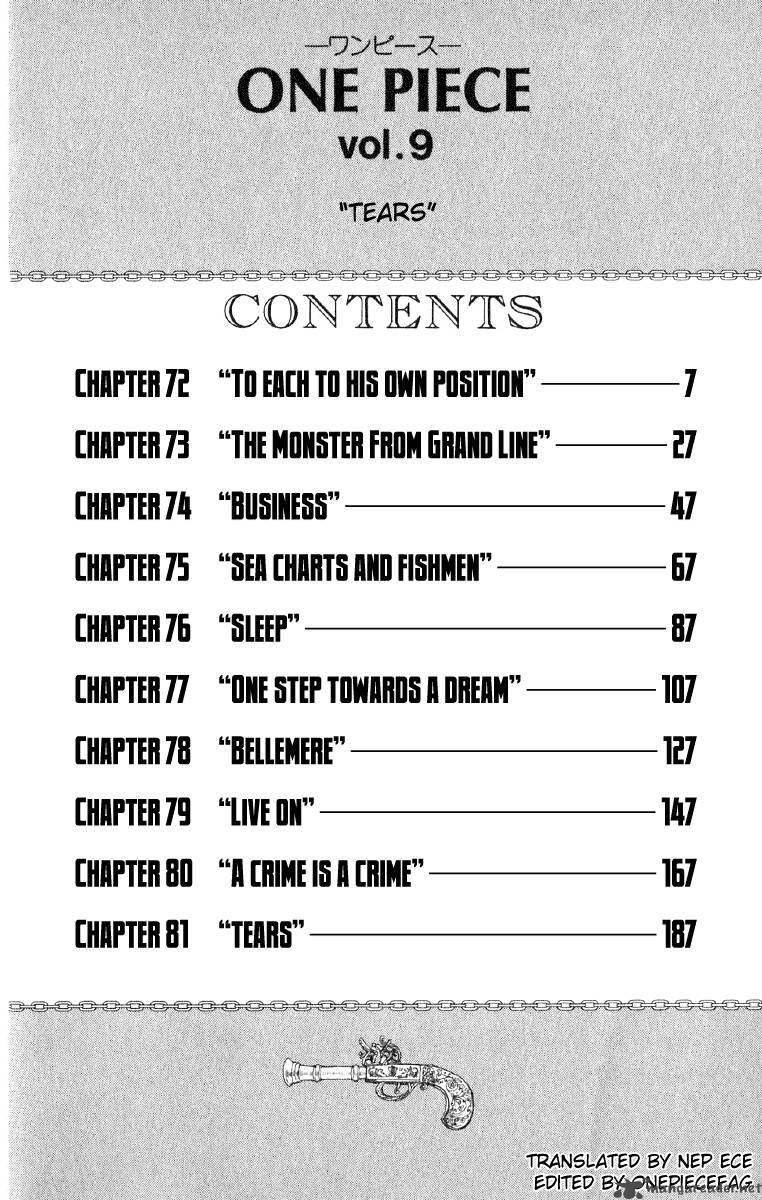 —ワンピース—
ONE PIECE
vol.9
"TEARS"
CONTENTS
CHAPTER 72 “TO EACH TO HIS OWN POSITION” 7
CHAPTER 73 “THE MONSTER FROM GRAND LINE” 27
CHAPTER 74 “BUSINESS” 47
CHAPTER 75 “SEA CHARTS AND FISHMEN” 67
CHAPTER 76 “SLEEP” 87
CHAPTER 77 “ONE STEP TOWARDS A DREAM” 107
CHAPTER 78 “BELLEMERE” 127
CHAPTER 79 “LIVE ON” 147
CHAPTER 80 “A CRIME IS A CRIME” 167
CHAPTER 81 “TEARS” 187
TRANSLATED BY NEP ECE
EDITED BY ONEPIECEFAG
mangareader.net